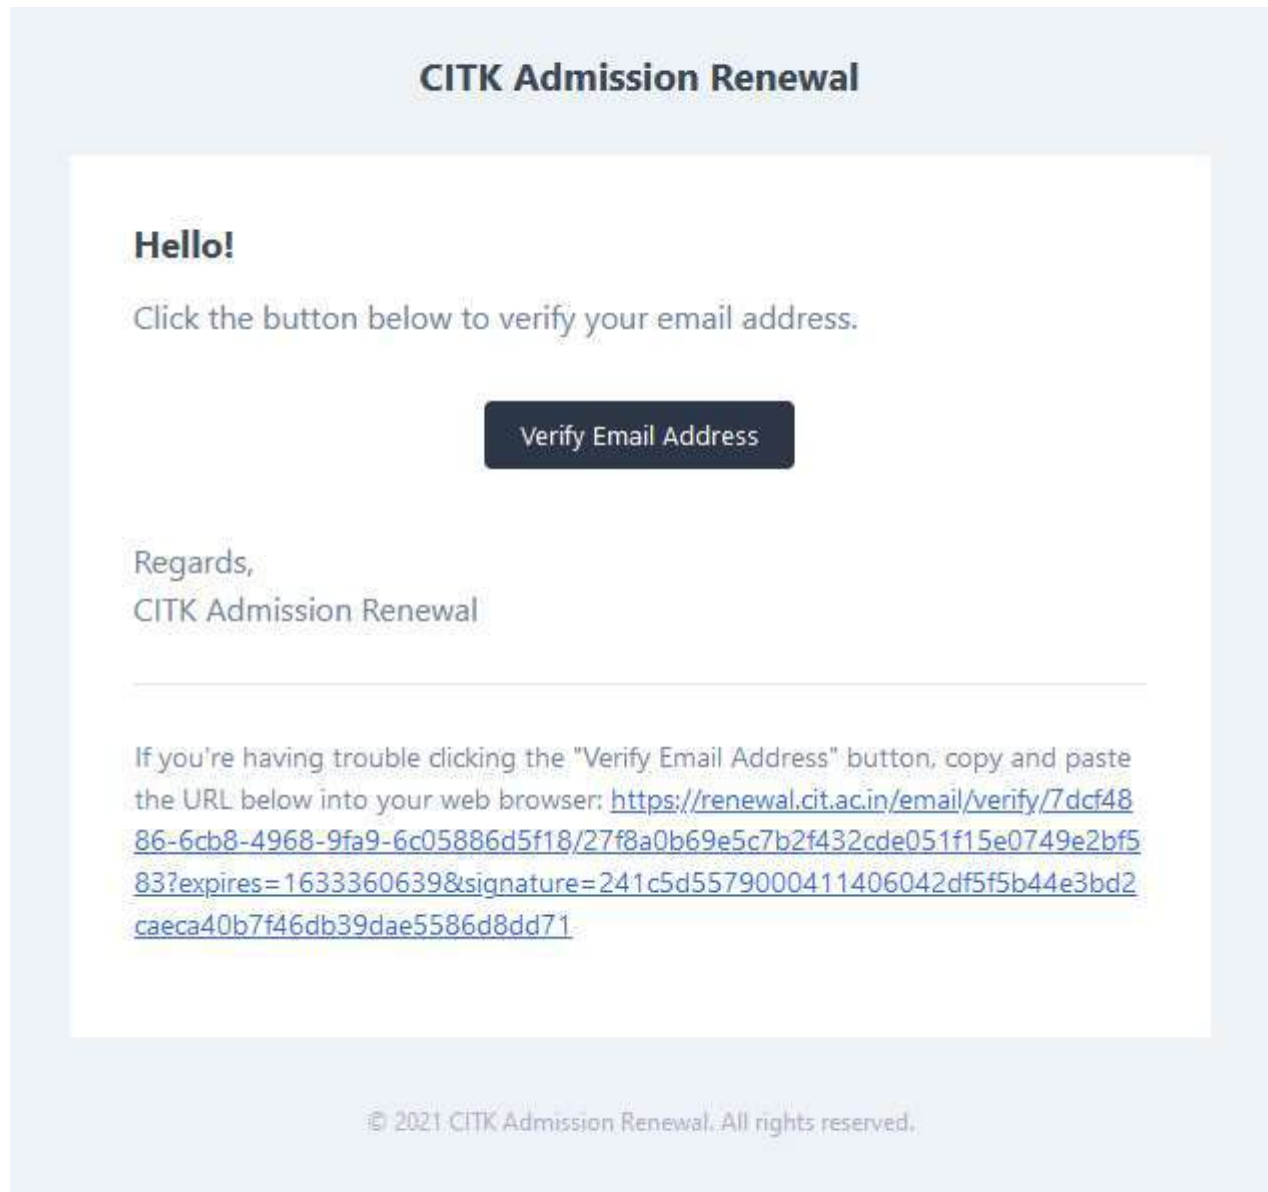 CITK Admission Renewal
Hello!
Click the button below to verify your email address.
Verify Email Address
Regards,
CITK Admission Renewal
If you're having trouble clicking the "Verify Email Address" button, copy and paste
the URL below into your web browser: https://renewal.cit.ac.in/email/verify/7dcf48
86-6cb8-4968-9fa9-6c05886d5f18/27f8a0b69e5c7b2f432cde051f15e0749e2bf5
83?expires=1633360639&signature=241c5d5579000411406042df5f5b44e3bd2
caeca40b7f46db39dae5586d8dd71
© 2021 CITK Admission Renewal. All rights reserved.